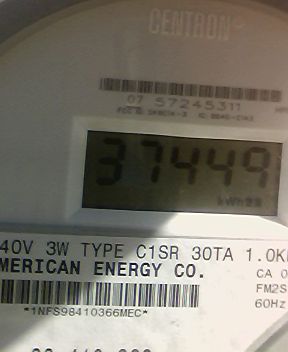 CENTRON
07 57245311
37449
kWh
40V 3W TYPE C1SR 30TA 1.0K
MERICAN ENERGY CO.
CA 0
FM2S
60Hz
*1NFS98410366MEC*